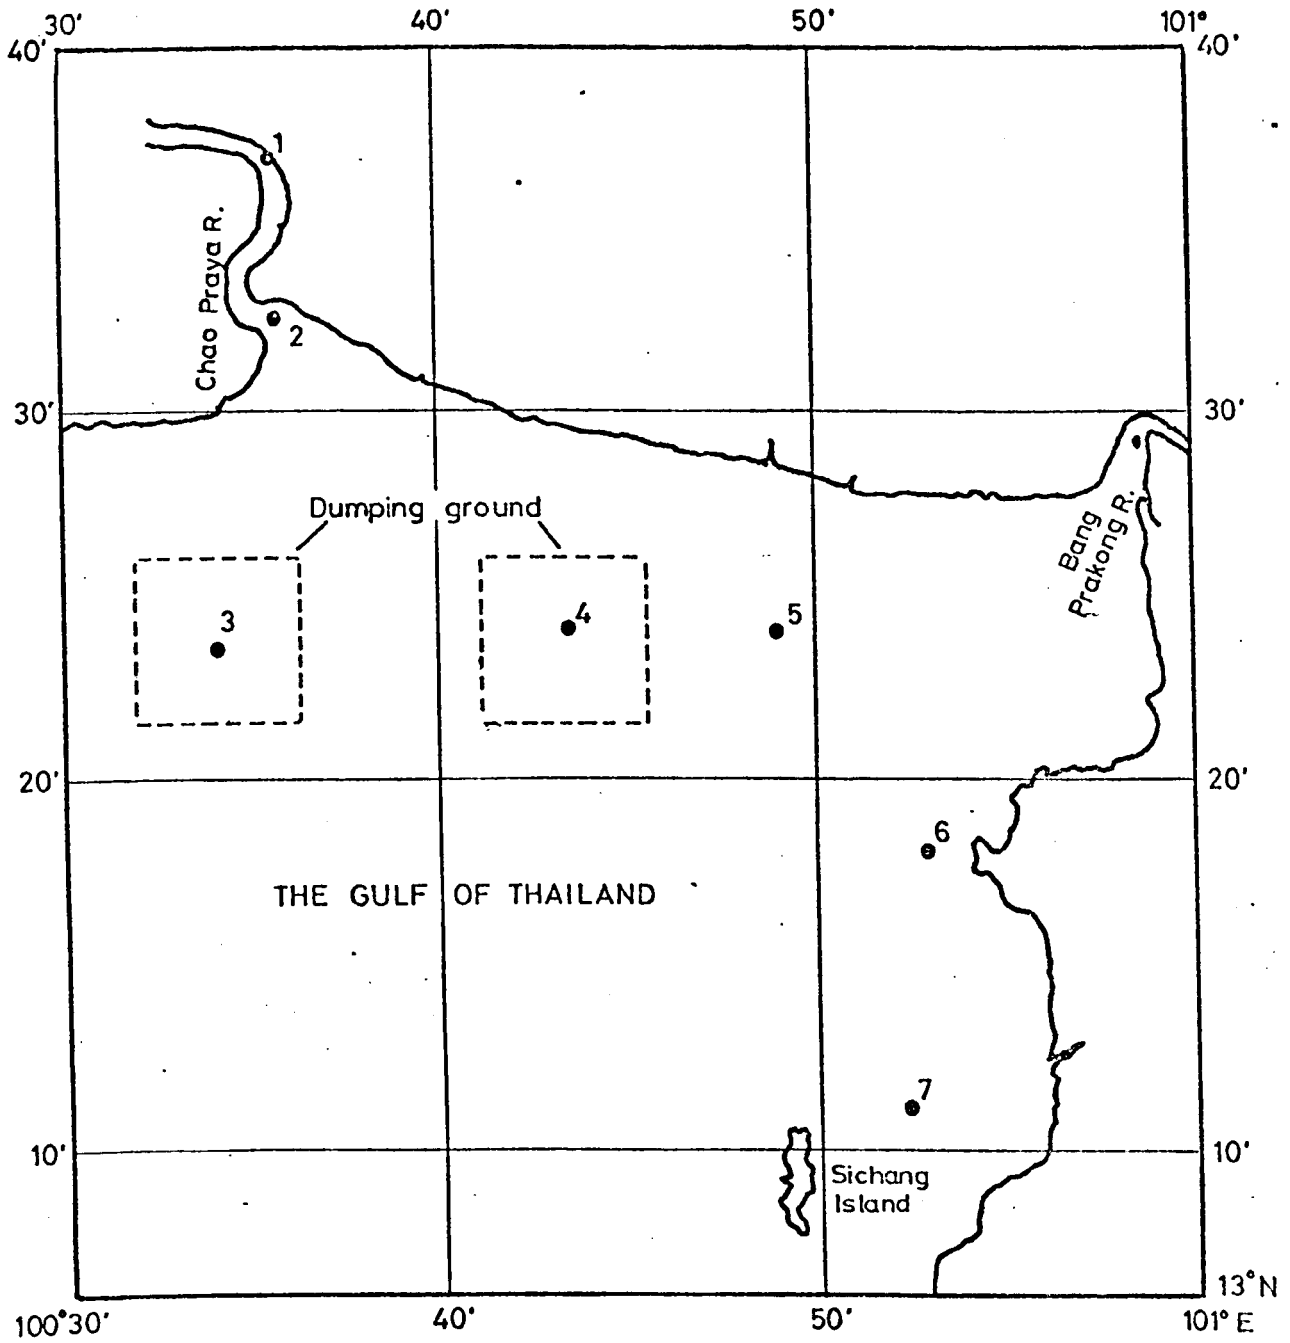 30' 40' 50' 101°
40' 40'
1
Chao Praya R.
2
30' 30'
Dumping ground
Bang
Prakong R.
3 4 5
20' 20'
6
THE GULF OF THAILAND
7
10' 10'
Sichang
Island
13° N
100°30' 40' 50' 101° E